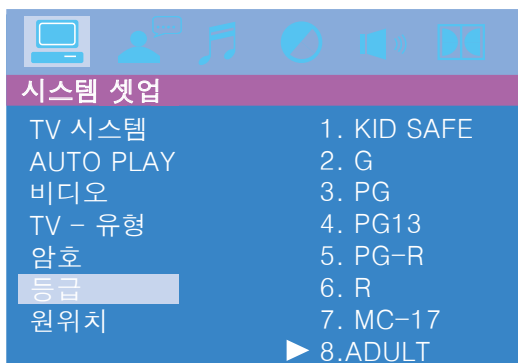 시스템 셋업
TV 시스템
AUTO PLAY
비디오
TV - 유형
암호
등급
원위치
1. KID SAFE
2. G
3. PG
4. PG13
5. PG-R
6. R
7. MC-17
8.ADULT